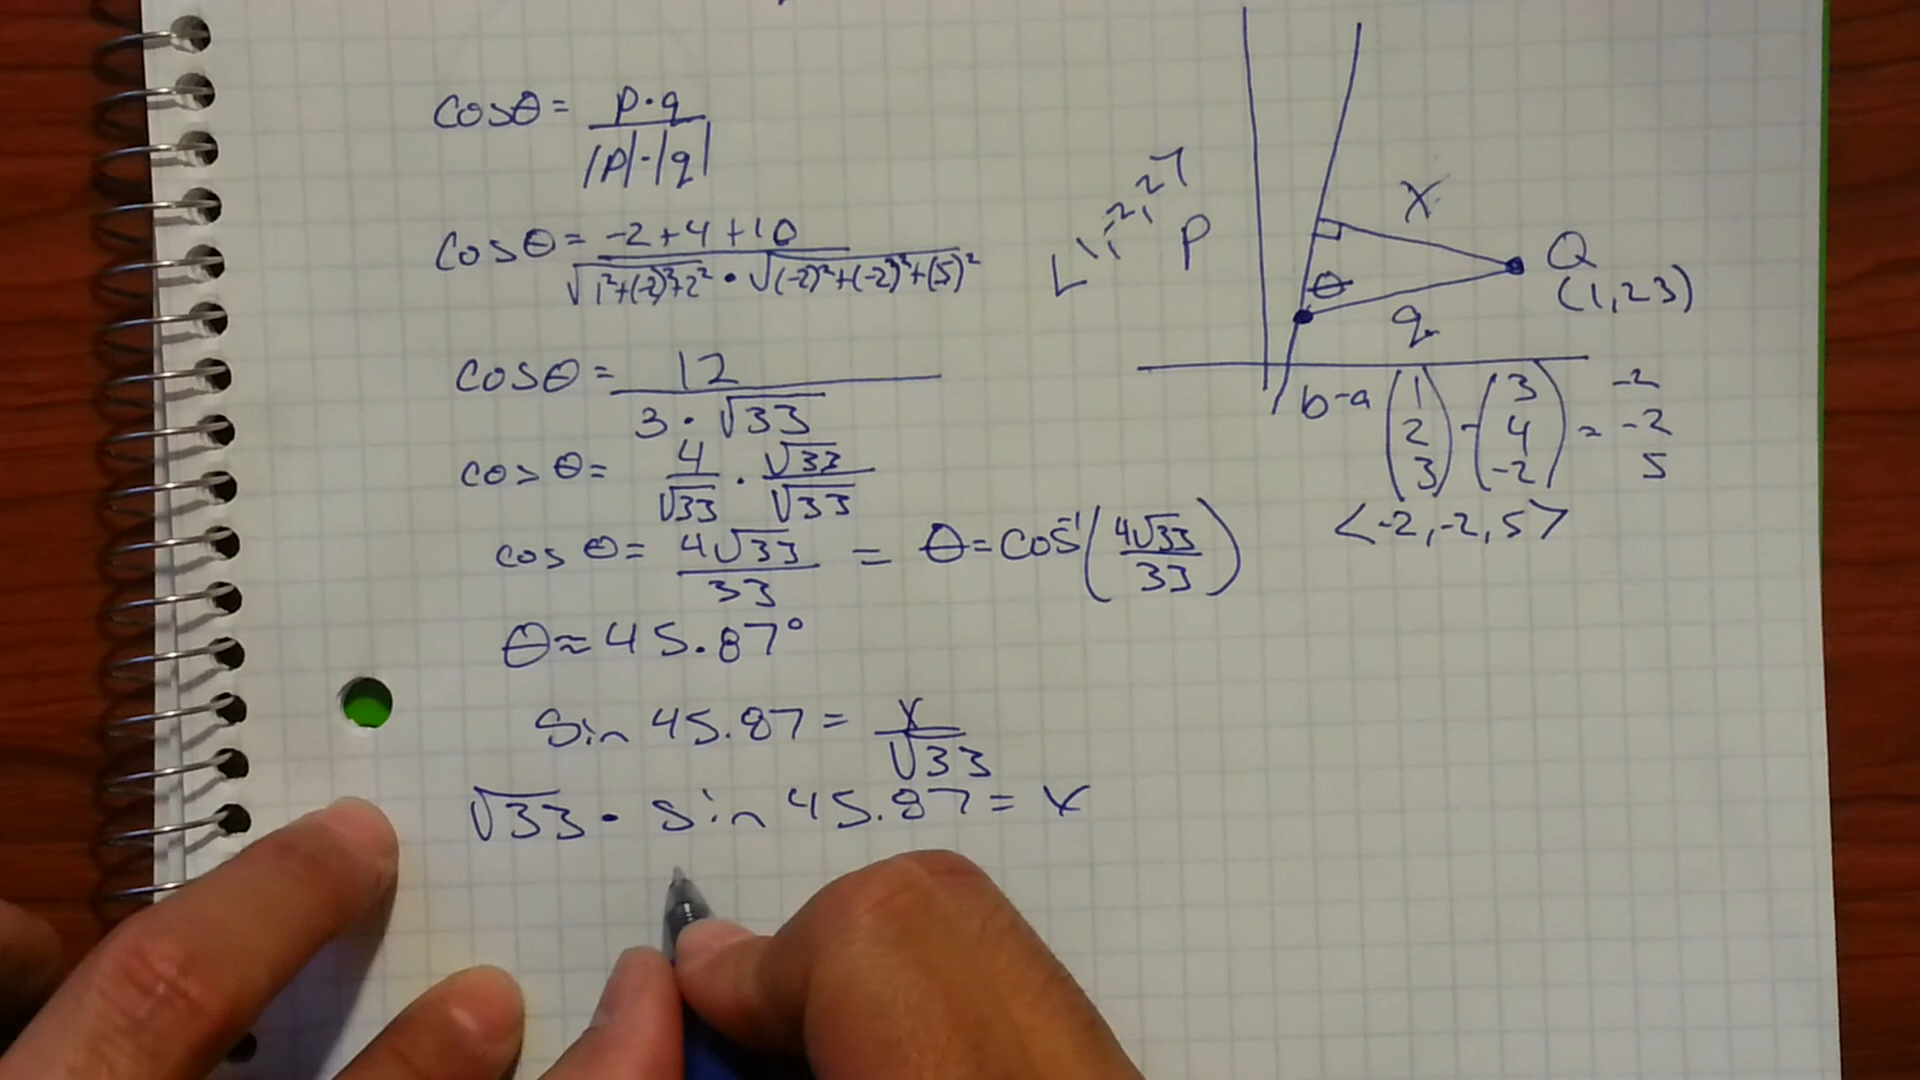 cosθ = p·q / |p|·|q|
cosθ = -2+4+10 / √1²+(-2)²+2² · √(-2)²+(-2)²+(5)²
cosθ = 12 / 3·√33
cosθ = 4/√33 · √33/√33
cosθ = 4√33/33 = θ = cos⁻¹(4√33/33)
θ ≈ 45.87°
sin 45.87 = x/√33
√33 · sin 45.87 = x
P
x
θ
q
Q
(1,2 3)
b-a (1 2 3) - (3 4 -2) = -2 -2 5
<-2,-2,5>